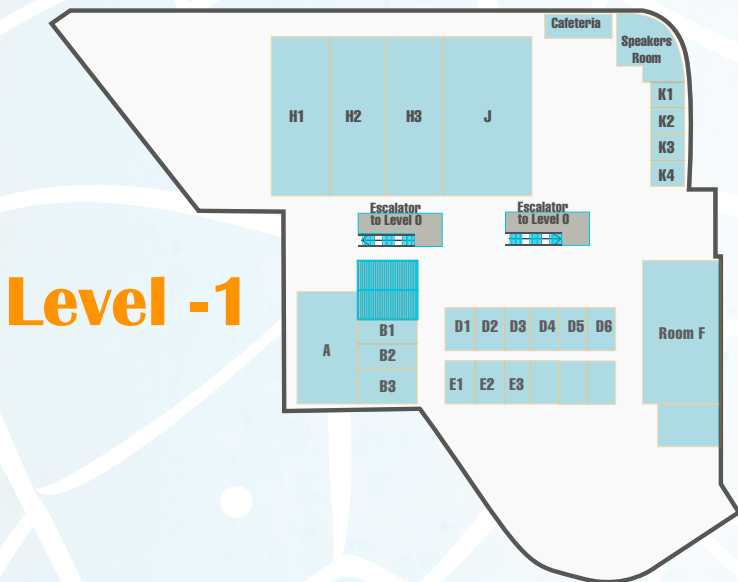 Cafeteria
Speakers
Room
K1
K2
K3
K4
H1 H2 H3 J
Escalator
to Level 0
Escalator
to Level 0
Level -1
A
B1
B2
B3
D1 D2 D3 D4 D5 D6
E1 E2 E3
Room F